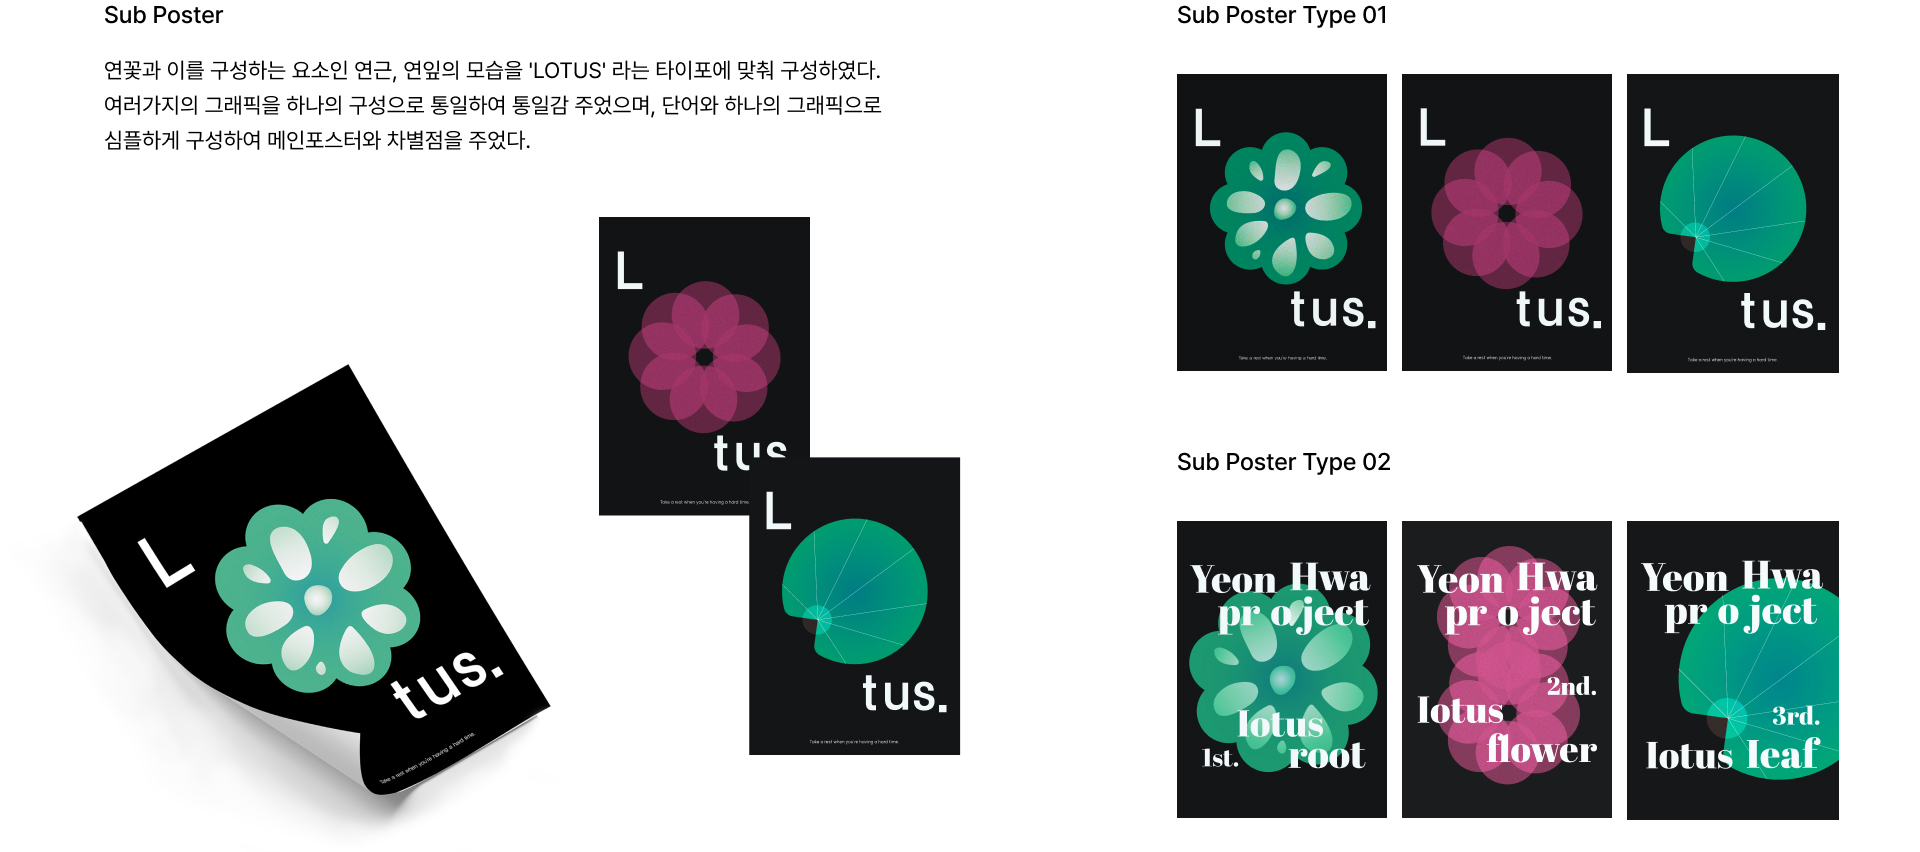 Sub Poster
연꽃과 이를 구성하는 요소인 연근, 연잎의 모습을 'LOTUS' 라는 타이포에 맞춰 구성하였다.
여러가지의 그래픽을 하나의 구성으로 통일하여 통일감 주었으며, 단어와 하나의 그래픽으로
심플하게 구성하여 메인포스터와 차별점을 주었다.
L
tus
Take a rest when you're having a hard time.
L
tus.
Take a rest when you're having a hard time.
L
tus.
Take a rest when you're having a hard time.
Sub Poster Type 01
L
tus.
Take a rest when you're having a hard time.
L
tus.
Take a rest when you're having a hard time.
L
tus.
Take a rest when you're having a hard time.
Sub Poster Type 02
Yeon Hwa
pr o ject
lotus
1st. root
Yeon Hwa
pr o ject
2nd.
lotus
flower
Yeon Hwa
pr o ject
3rd.
lotus leaf